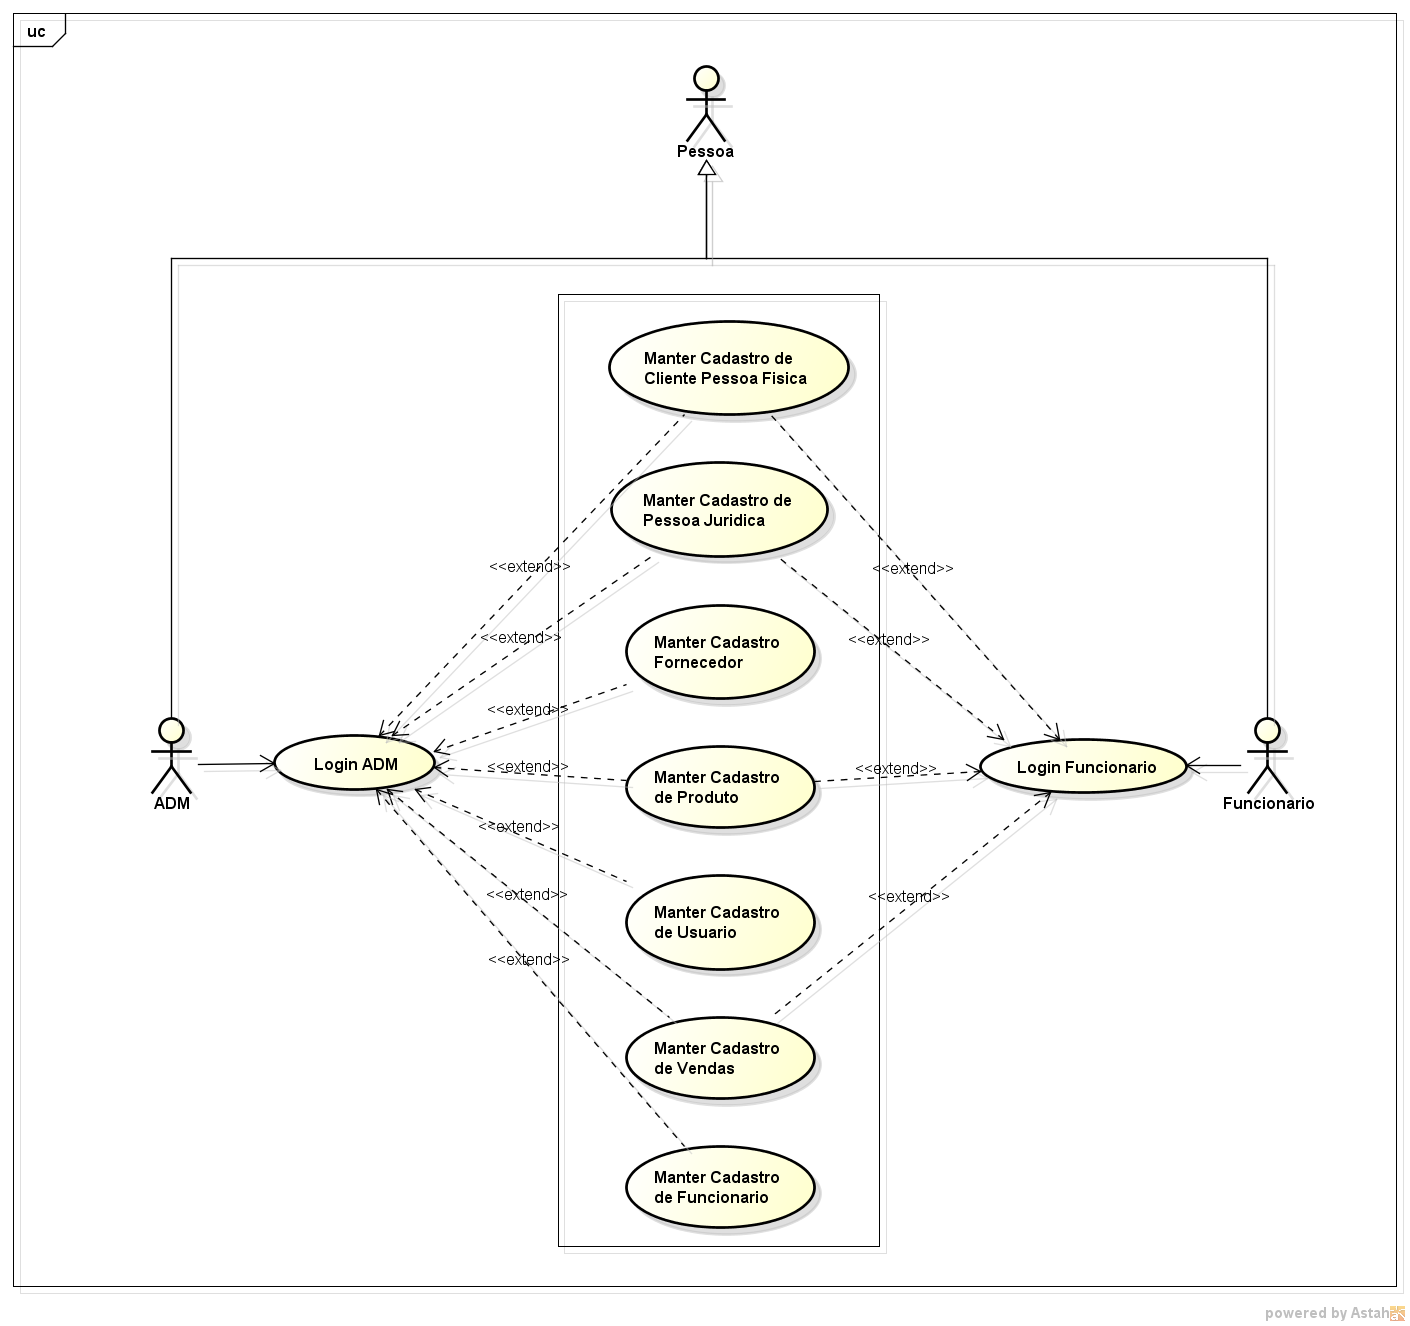 uc
Pessoa
Manter Cadastro de
Cliente Pessoa Fisica
Manter Cadastro de
Pessoa Juridica
<<extend>>
<<extend>>
<<extend>>
<<extend>>
Manter Cadastro
Fornecedor
<<extend>>
ADM
Login ADM
<<extend>>
Manter Cadastro
de Produto
<<extend>>
Login Funcionario
Funcionario
<<extend>>
<<extend>>
<<extend>>
Manter Cadastro
de Usuario
<<extend>>
Manter Cadastro
de Vendas
Manter Cadastro
de Funcionario
powered by Astah